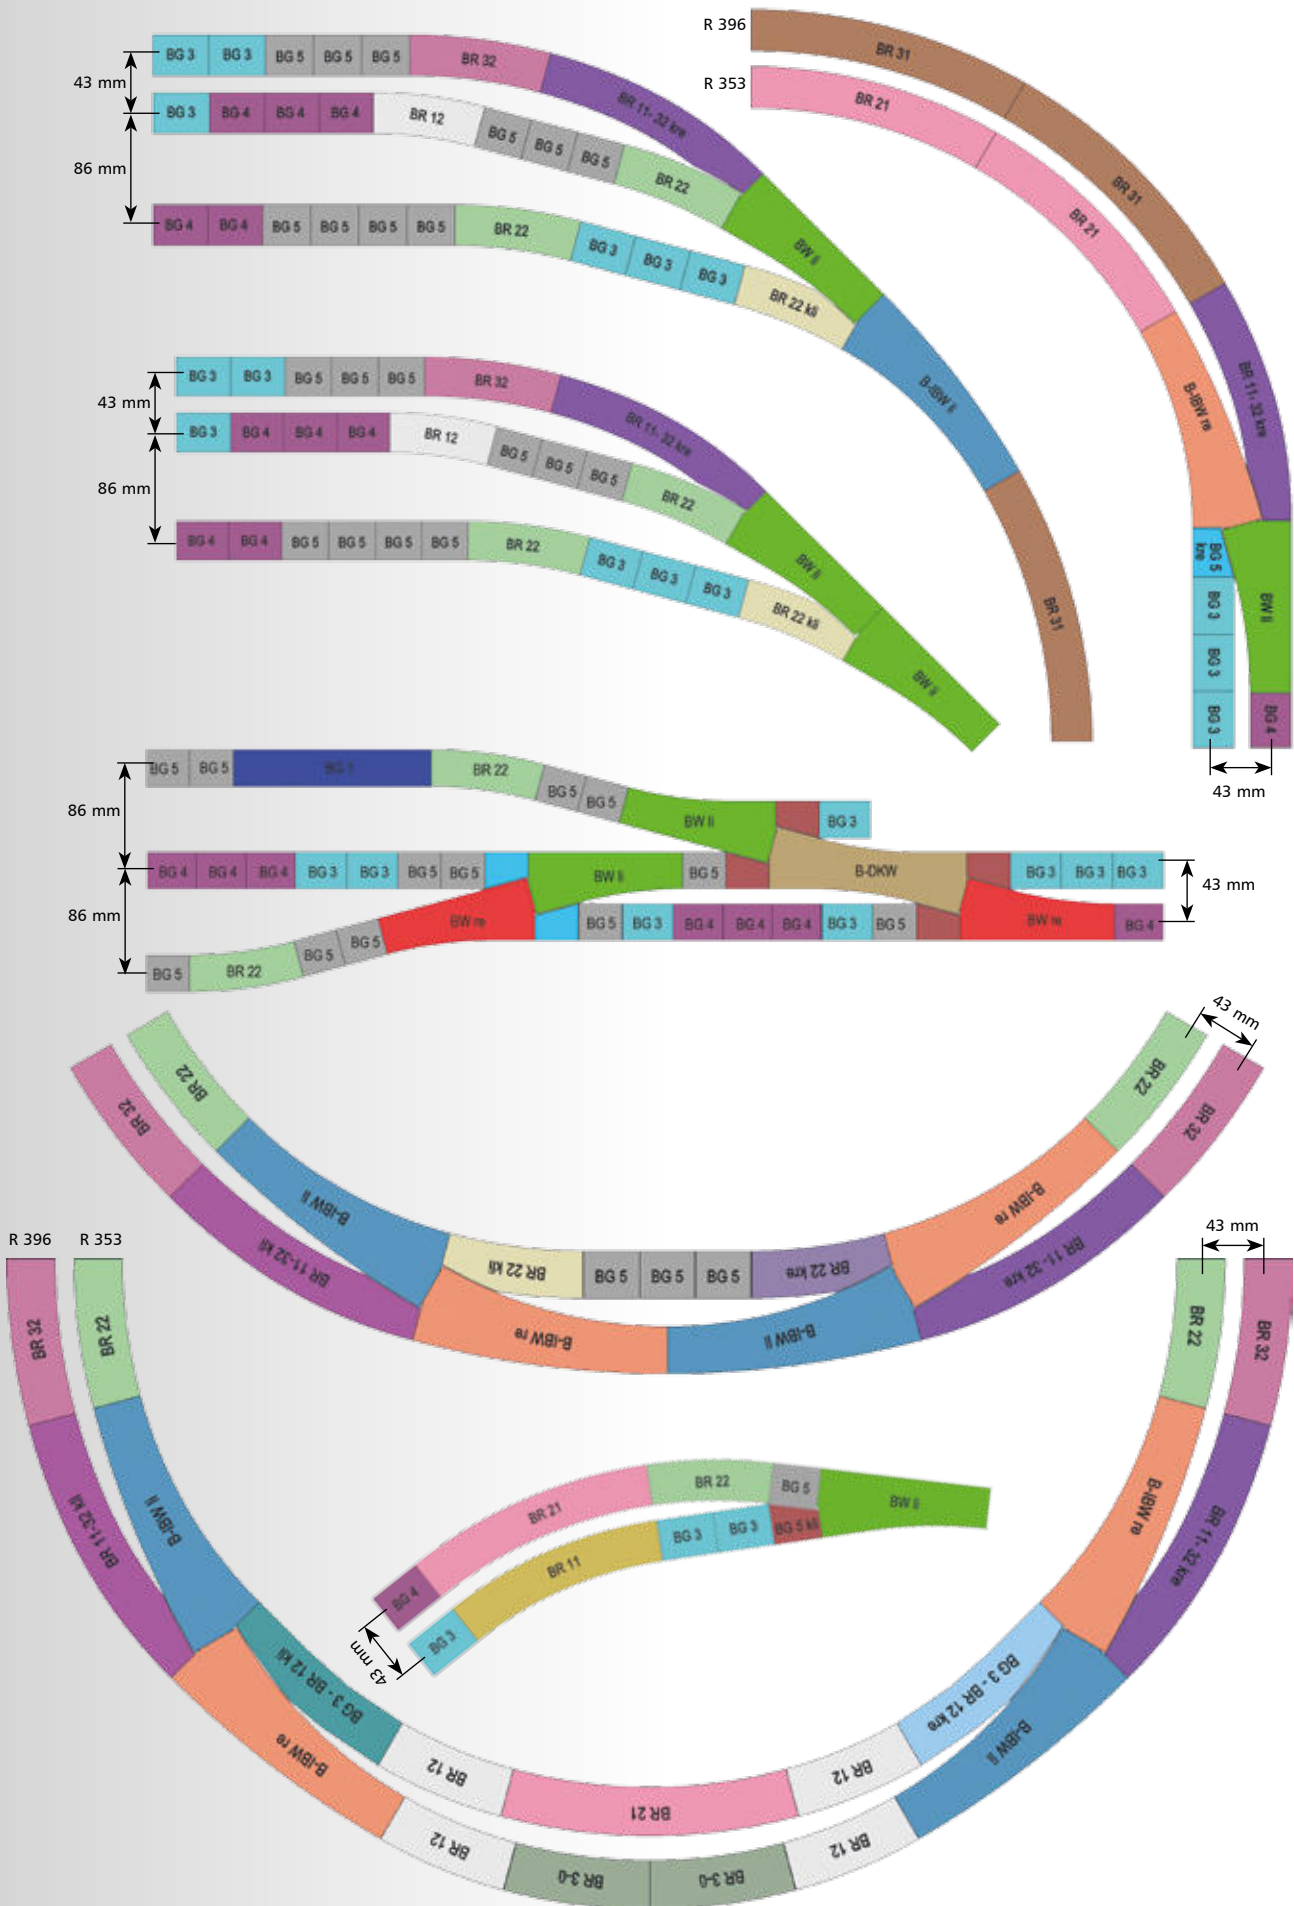 R 396
BR 31
BR 31
R 353
BR 21
BR 21
B-IBW re
BR 11- 32 kre
BG 5 kre
BG 3
BG 3
BG 3
BW li
BG 4
43 mm
43 mm
86 mm
BG 3 BG 3 BG 5 BG 5 BG 5 BR 32 BR 11- 32 kre
BG 3 BG 4 BG 4 BG 4 BR 12 BG 5 BG 5 BG 5 BR 22 BW li
BG 4 BG 4 BG 5 BG 5 BG 5 BG 5 BR 22 BG 3 BG 3 BG 3 BR 22 kli B-IBW li
BR 31
43 mm
86 mm
BG 3 BG 3 BG 5 BG 5 BG 5 BR 32 BR 11- 32 kre
BG 3 BG 4 BG 4 BG 4 BR 12 BG 5 BG 5 BG 5 BR 22 BW li
BG 4 BG 4 BG 5 BG 5 BG 5 BG 5 BR 22 BG 3 BG 3 BG 3 BR 22 kli BW li
86 mm
86 mm
BG 5 BG 5 BG 1 BR 22 BG 5 BG 5 BW li BG 3
BG 4 BG 4 BG 4 BG 3 BG 3 BG 5 BG 5 BW li BG 5 B-DKW BG 3 BG 3 BG 3
43 mm
BW re BG 5 BG 3 BG 4 BG 4 BG 4 BG 3 BG 5 BW re BG 4
BG 5 BR 22 BG 5 BG 5
43 mm
BR 22 B-IBW li BR 22 kli BG 5 BG 5 BG 5 BR 22 kre B-IBW re BR 22
BR 32 BR 11-32 kli B-IBW re B-IBW li BR 11- 32 kre BR 32
R 396 R 353
43 mm
BR 32 BR 22
BR 22 BR 32
BR 11-32 kli B-IBW li
B-IBW re BR 11- 32 kre
BR 21 BR 22 BG 5 BW li
BG 4
BR 11 BG 3 BG 3 BG 5 kli
BG 3
43 mm
BG 3 - BR 12 kli BR 12 BR 21 BR 12 BG 3 - BR 12 kre
B-IBW re BR 12 BR 3-0 BR 3-0 BR 12 B-IBW li